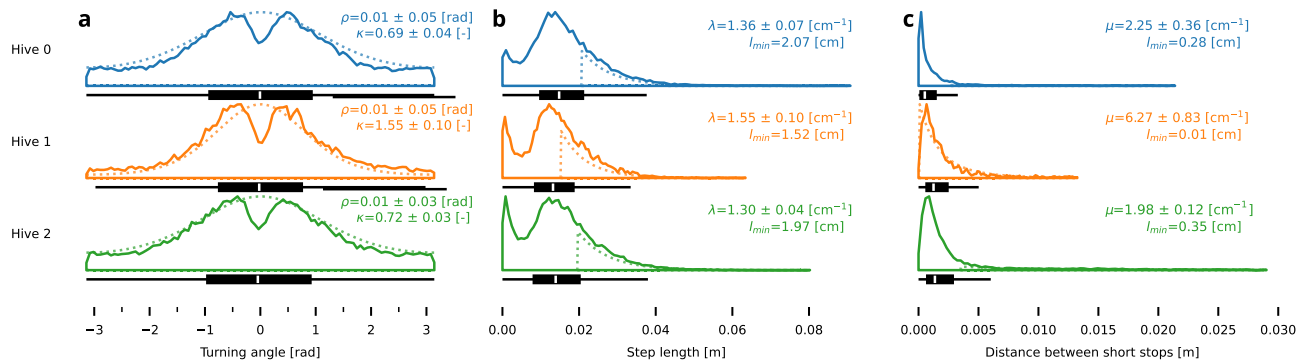 a
b
c
Hive 0
ρ=0.01 ± 0.05 [rad]
κ=0.69 ± 0.04 [-]
λ=1.36 ± 0.07 [cm⁻¹]
lmin=2.07 [cm]
μ=2.25 ± 0.36 [cm⁻¹]
lmin=0.28 [cm]
Hive 1
ρ=0.01 ± 0.05 [rad]
κ=1.55 ± 0.10 [-]
λ=1.55 ± 0.10 [cm⁻¹]
lmin=1.52 [cm]
μ=6.27 ± 0.83 [cm⁻¹]
lmin=0.01 [cm]
Hive 2
ρ=0.01 ± 0.03 [rad]
κ=0.72 ± 0.03 [-]
λ=1.30 ± 0.04 [cm⁻¹]
lmin=1.97 [cm]
μ=1.98 ± 0.12 [cm⁻¹]
lmin=0.35 [cm]
−3 −2 −1 0 1 2 3
Turning angle [rad]
0.00 0.02 0.04 0.06 0.08
Step length [m]
0.000 0.005 0.010 0.015 0.020 0.025 0.030
Distance between short stops [m]